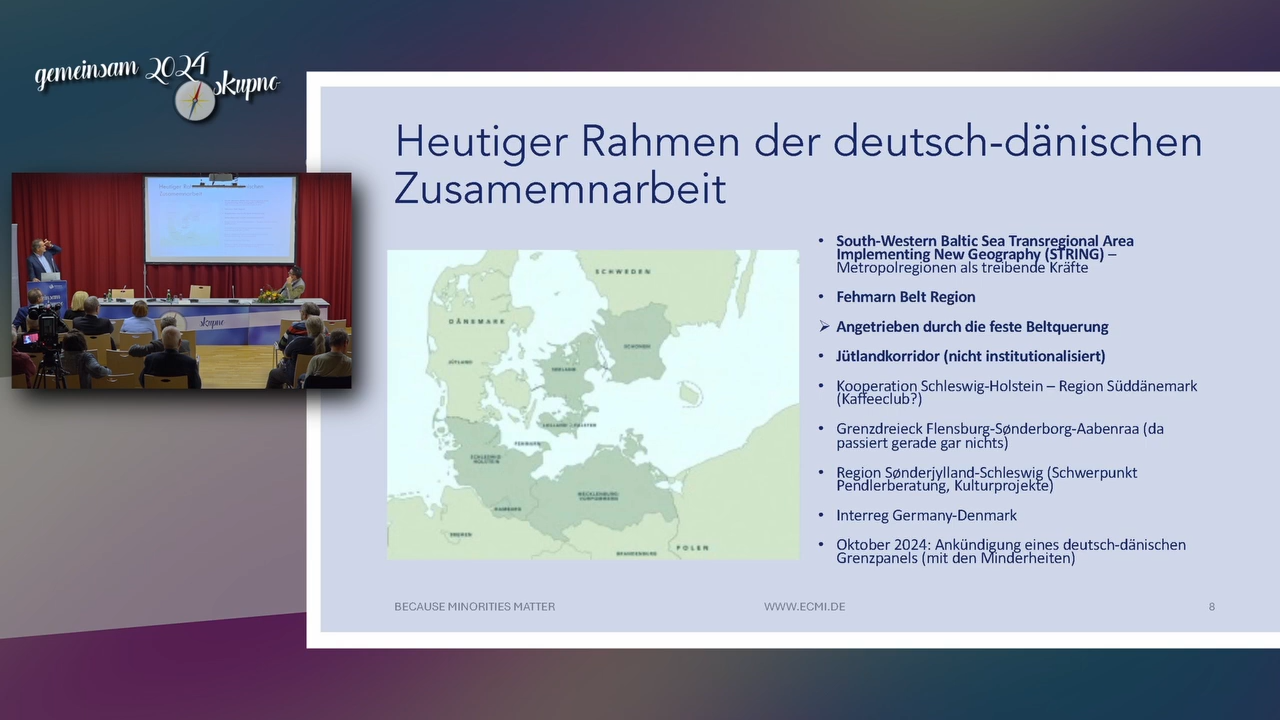 gemeinsam 2024
skupno
Heutiger Rahmen der deutsch-dänischen
Zusamemnarbeit
SCHWEDEN
DÄNEMARK
SCHONEN
JÜTLAND
SEELAND
LOLLAND-FALSTER
FEHMARN
SCHLESWIG
HOLSTEIN
MECKLENBURG
VORPOMMERN
HAMBURG
BREMEN
POLEN
BRANDENBURG
• South-Western Baltic Sea Transregional Area
Implementing New Geography (STRING) –
Metropolregionen als treibende Kräfte
• Fehmarn Belt Region
➢ Angetrieben durch die feste Beltquerung
• Jütlandkorridor (nicht institutionalisiert)
• Kooperation Schleswig-Holstein – Region Süddänemark
(Kaffeeclub?)
• Grenzdreieck Flensburg-Sønderborg-Aabenraa (da
passiert gerade gar nichts)
• Region Sønderjylland-Schleswig (Schwerpunkt
Pendlerberatung, Kulturprojekte)
• Interreg Germany-Denmark
• Oktober 2024: Ankündigung eines deutsch-dänischen
Grenzpanels (mit den Minderheiten)
BECAUSE MINORITIES MATTER
WWW.ECMI.DE
8
skupno